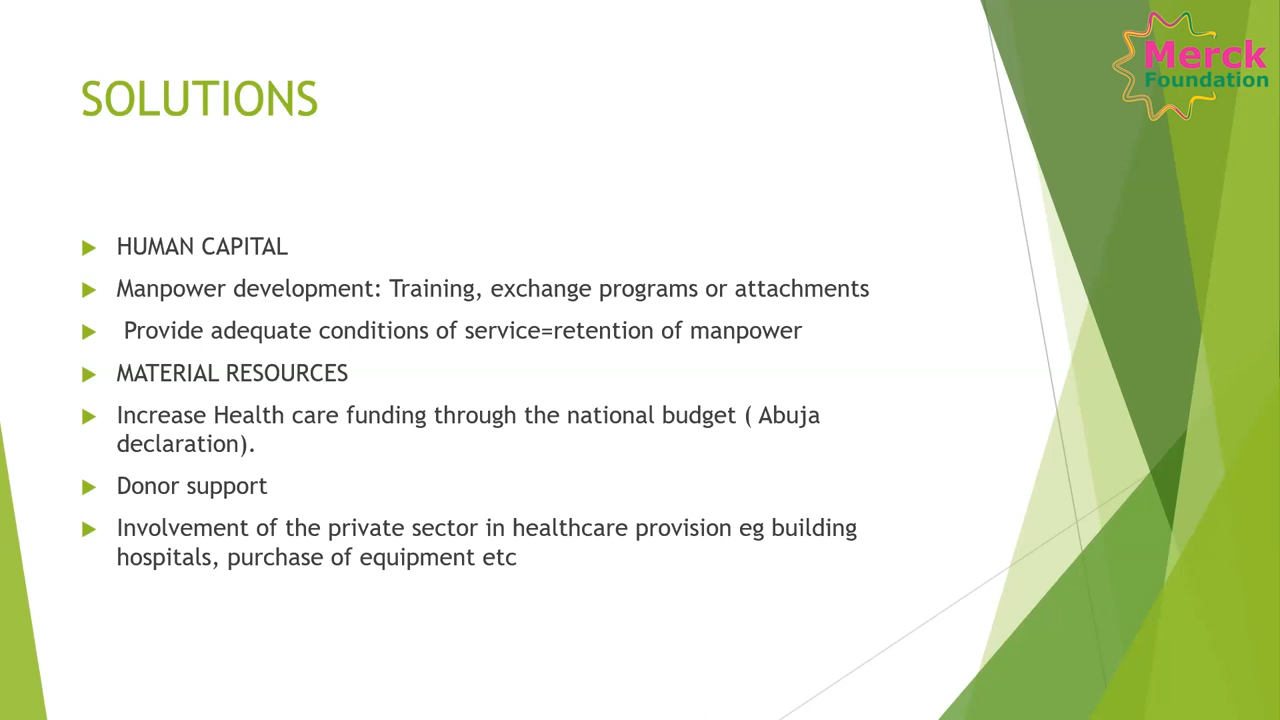 Merck
Foundation
SOLUTIONS
HUMAN CAPITAL
Manpower development: Training, exchange programs or attachments
Provide adequate conditions of service=retention of manpower
MATERIAL RESOURCES
Increase Health care funding through the national budget ( Abuja
declaration).
Donor support
Involvement of the private sector in healthcare provision eg building
hospitals, purchase of equipment etc